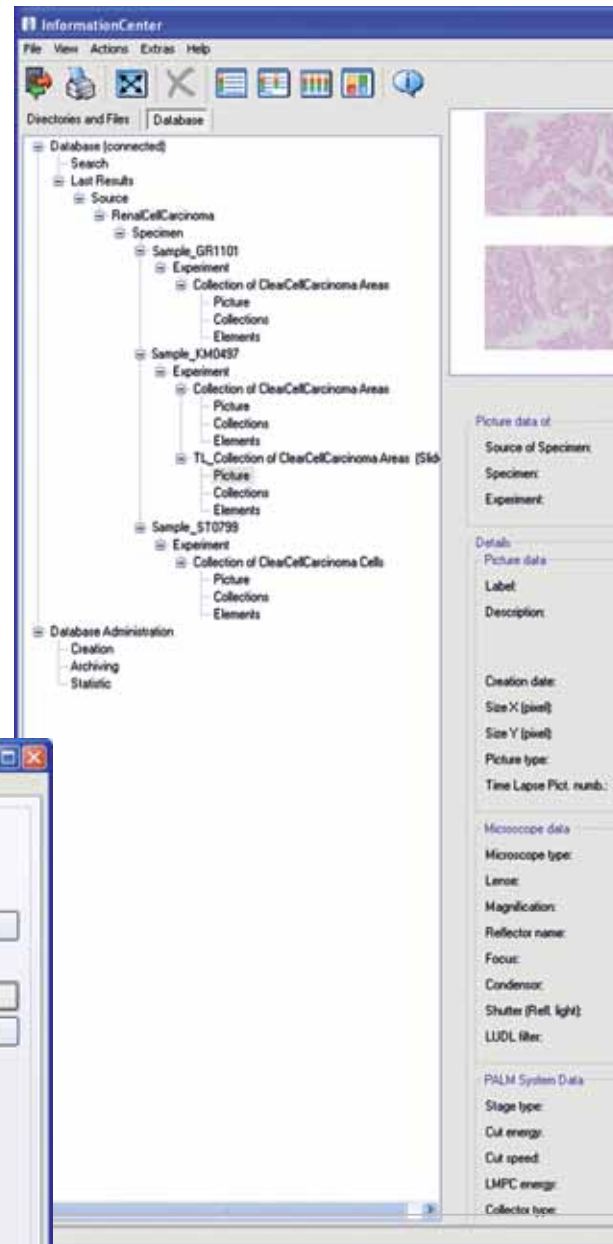 InformationCenter
File View Actions Extras Help
Directories and Files Database
Database (connected)
Search
Last Results
Source
RenalCellCarcinoma
Specimen
Sample_GR1101
Experiment
Collection of ClearCellCarcinoma Areas
Picture
Collections
Elements
Sample_KM0497
Experiment
Collection of ClearCellCarcinoma Areas
Picture
Collections
Elements
TL_Collection of ClearCellCarcinoma Areas (Slid
Picture
Collections
Elements
Sample_ST0799
Experiment
Collection of ClearCellCarcinoma Cells
Picture
Collections
Elements
Database Administration
Creation
Archiving
Statistic
Picture data of
Source of Specimen:
Specimen:
Experiment:
Details
Picture data
Label:
Description:
Creation date:
Size X (pixel):
Size Y (pixel):
Picture type:
Time Lapse Pict. numb.:
Microscope data
Microscope type:
Lense:
Magnification:
Reflector name:
Focus:
Condensor:
Shutter (Refl. light):
LUDL filter:
PALM System Data
Stage type:
Cut energy:
Cut speed:
LMPC energy:
Collector type: